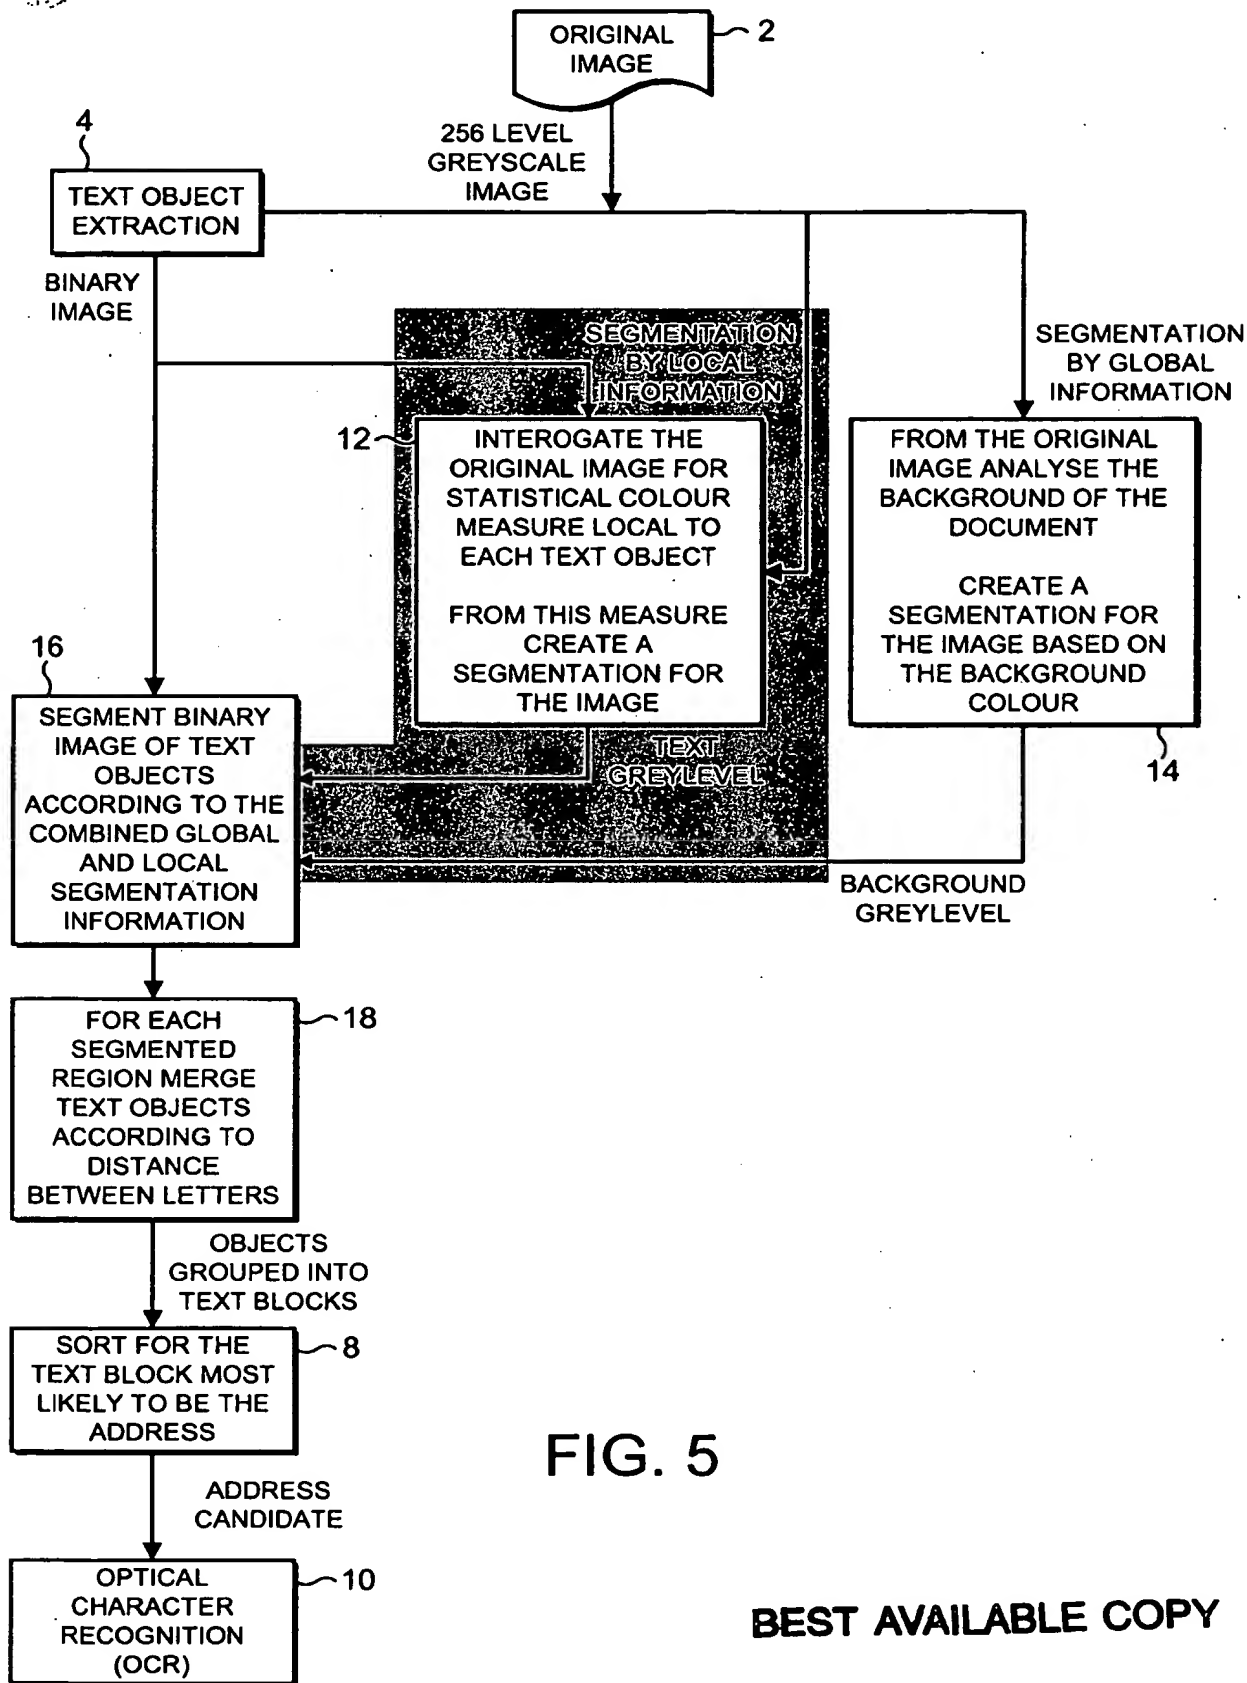 ORIGINAL
IMAGE
2
256 LEVEL
GREYSCALE
IMAGE
4
TEXT OBJECT
EXTRACTION
BINARY
IMAGE
SEGMENTATION
BY LOCAL
INFORMATION
SEGMENTATION
BY GLOBAL
INFORMATION
12
INTEROGATE THE
ORIGINAL IMAGE FOR
STATISTICAL COLOUR
MEASURE LOCAL TO
EACH TEXT OBJECT
FROM THIS MEASURE
CREATE A
SEGMENTATION FOR
THE IMAGE
FROM THE ORIGINAL
IMAGE ANALYSE THE
BACKGROUND OF THE
DOCUMENT
CREATE A
SEGMENTATION FOR
THE IMAGE BASED ON
THE BACKGROUND
COLOUR
14
TEXT
GREYLEVEL
BACKGROUND
GREYLEVEL
16
SEGMENT BINARY
IMAGE OF TEXT
OBJECTS
ACCORDING TO THE
COMBINED GLOBAL
AND LOCAL
SEGMENTATION
INFORMATION
18
FOR EACH
SEGMENTED
REGION MERGE
TEXT OBJECTS
ACCORDING TO
DISTANCE
BETWEEN LETTERS
OBJECTS
GROUPED INTO
TEXT BLOCKS
SORT FOR THE
TEXT BLOCK MOST
LIKELY TO BE THE
ADDRESS
8
ADDRESS
CANDIDATE
OPTICAL
CHARACTER
RECOGNITION
(OCR)
10
FIG. 5
BEST AVAILABLE COPY